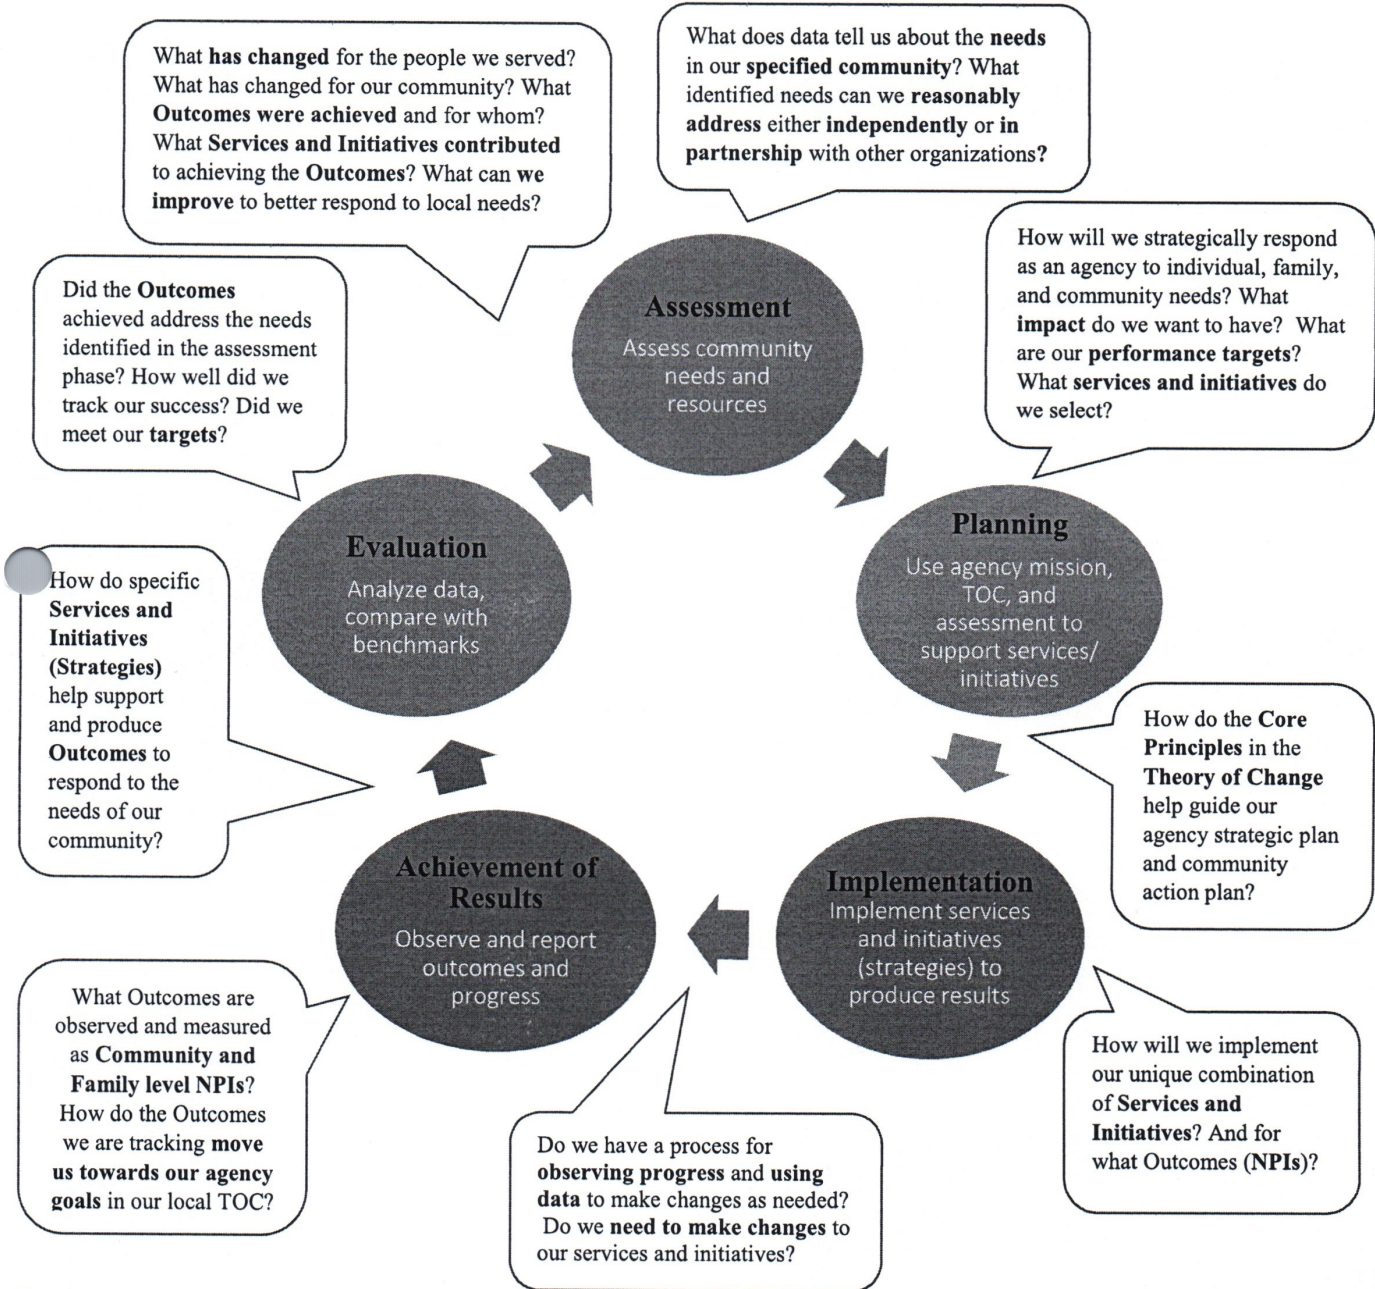 What has changed for the people we served?
What has changed for our community? What
Outcomes were achieved and for whom?
What Services and Initiatives contributed
to achieving the Outcomes? What can we
improve to better respond to local needs?
What does data tell us about the needs
in our specified community? What
identified needs can we reasonably
address either independently or in
partnership with other organizations?
How will we strategically respond
as an agency to individual, family,
and community needs? What
impact do we want to have? What
are our performance targets?
What services and initiatives do
we select?
Did the Outcomes
achieved address the needs
identified in the assessment
phase? How well did we
track our success? Did we
meet our targets?
Assessment
Assess community
needs and
resources
Evaluation
Analyze data,
compare with
benchmarks
Planning
Use agency mission,
TOC, and
assessment to
support services/
initiatives
How do specific
Services and
Initiatives
(Strategies)
help support
and produce
Outcomes to
respond to the
needs of our
community?
How do the Core
Principles in the
Theory of Change
help guide our
agency strategic plan
and community
action plan?
Achievement of
Results
Observe and report
outcomes and
progress
Implementation
Implement services
and initiatives
(strategies) to
produce results
What Outcomes are
observed and measured
as Community and
Family level NPIs?
How do the Outcomes
we are tracking move
us towards our agency
goals in our local TOC?
Do we have a process for
observing progress and using
data to make changes as needed?
Do we need to make changes to
our services and initiatives?
How will we implement
our unique combination
of Services and
Initiatives? And for
what Outcomes (NPIs)?